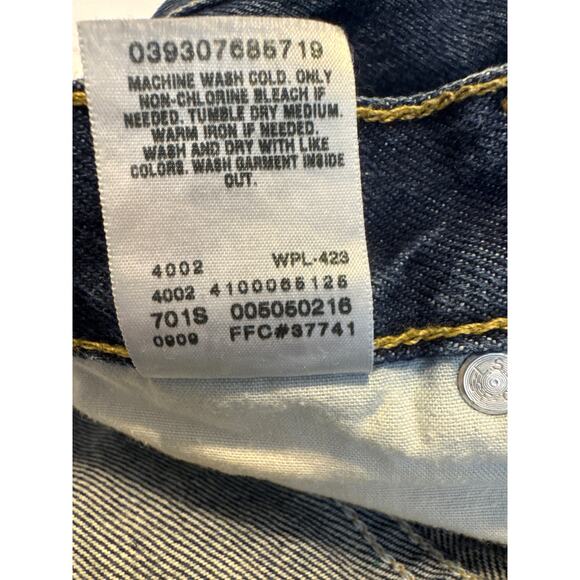 039307685719
MACHINE WASH COLD. ONLY
NON-CHLORINE BLEACH IF
NEEDED. TUMBLE DRY MEDIUM.
WARM IRON IF NEEDED.
WASH AND DRY WITH LIKE
COLORS. WASH GARMENT INSIDE
OUT.
4002 WPL-423
4002 4100065125
701S 005050216
0909 FFC#37741